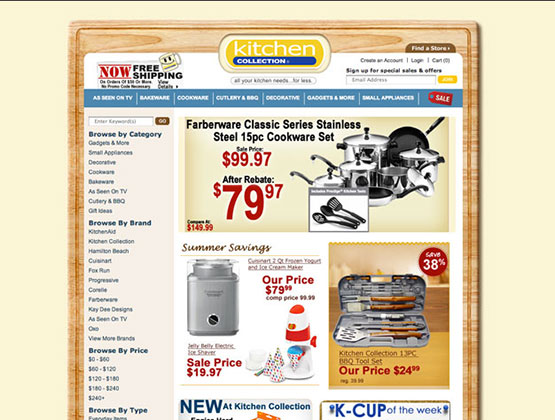 kitchen
COLLECTION
all your kitchen needs...for less.
NOW FREE SHIPPING
On Orders Of $50 Or More
No Promo Code Necessary
View Details
Find a Store
Create an Account | Login | Cart (0)
Sign up for special sales & offers
Email Address
JOIN
AS SEEN ON TV | BAKEWARE | COOKWARE | CUTLERY & BBQ | DECORATIVE | GADGETS & MORE | SMALL APPLIANCES
SALE
Enter Keyword(s)
GO
Browse by Category
Gadgets & More
Small Appliances
Decorative
Cookware
Bakeware
As Seen On TV
Cutlery & BBQ
Gift Ideas
Browse By Brand
KitchenAid
Kitchen Collection
Hamilton Beach
Cuisinart
Fox Run
Progressive
Corelle
Farberware
Kay Dee Designs
As Seen On TV
Oxo
View More Brands
Browse By Price
$0 - $60
$60 - $120
$120 - $180
$180 - $240
$240+
Browse By Type
Farberware Classic Series Stainless
Steel 15pc Cookware Set
Sale Price:
$99.97
After Rebate:
$79.97
Compare At:
$149.99
Includes Prestige® Kitchen Tools
Summer Savings
Cuisinart 2 Qt Frozen Yogurt
and Ice Cream Maker
Our Price
$79.99
comp price 99.99
Jelly Belly Electric
Ice Shaver
Sale Price
$19.97
SAVE
38%
Kitchen Collection 13PC
BBQ Tool Set
Our Price $24.99
reg. 39.99
NEW At Kitchen Collection
K-CUP of the week